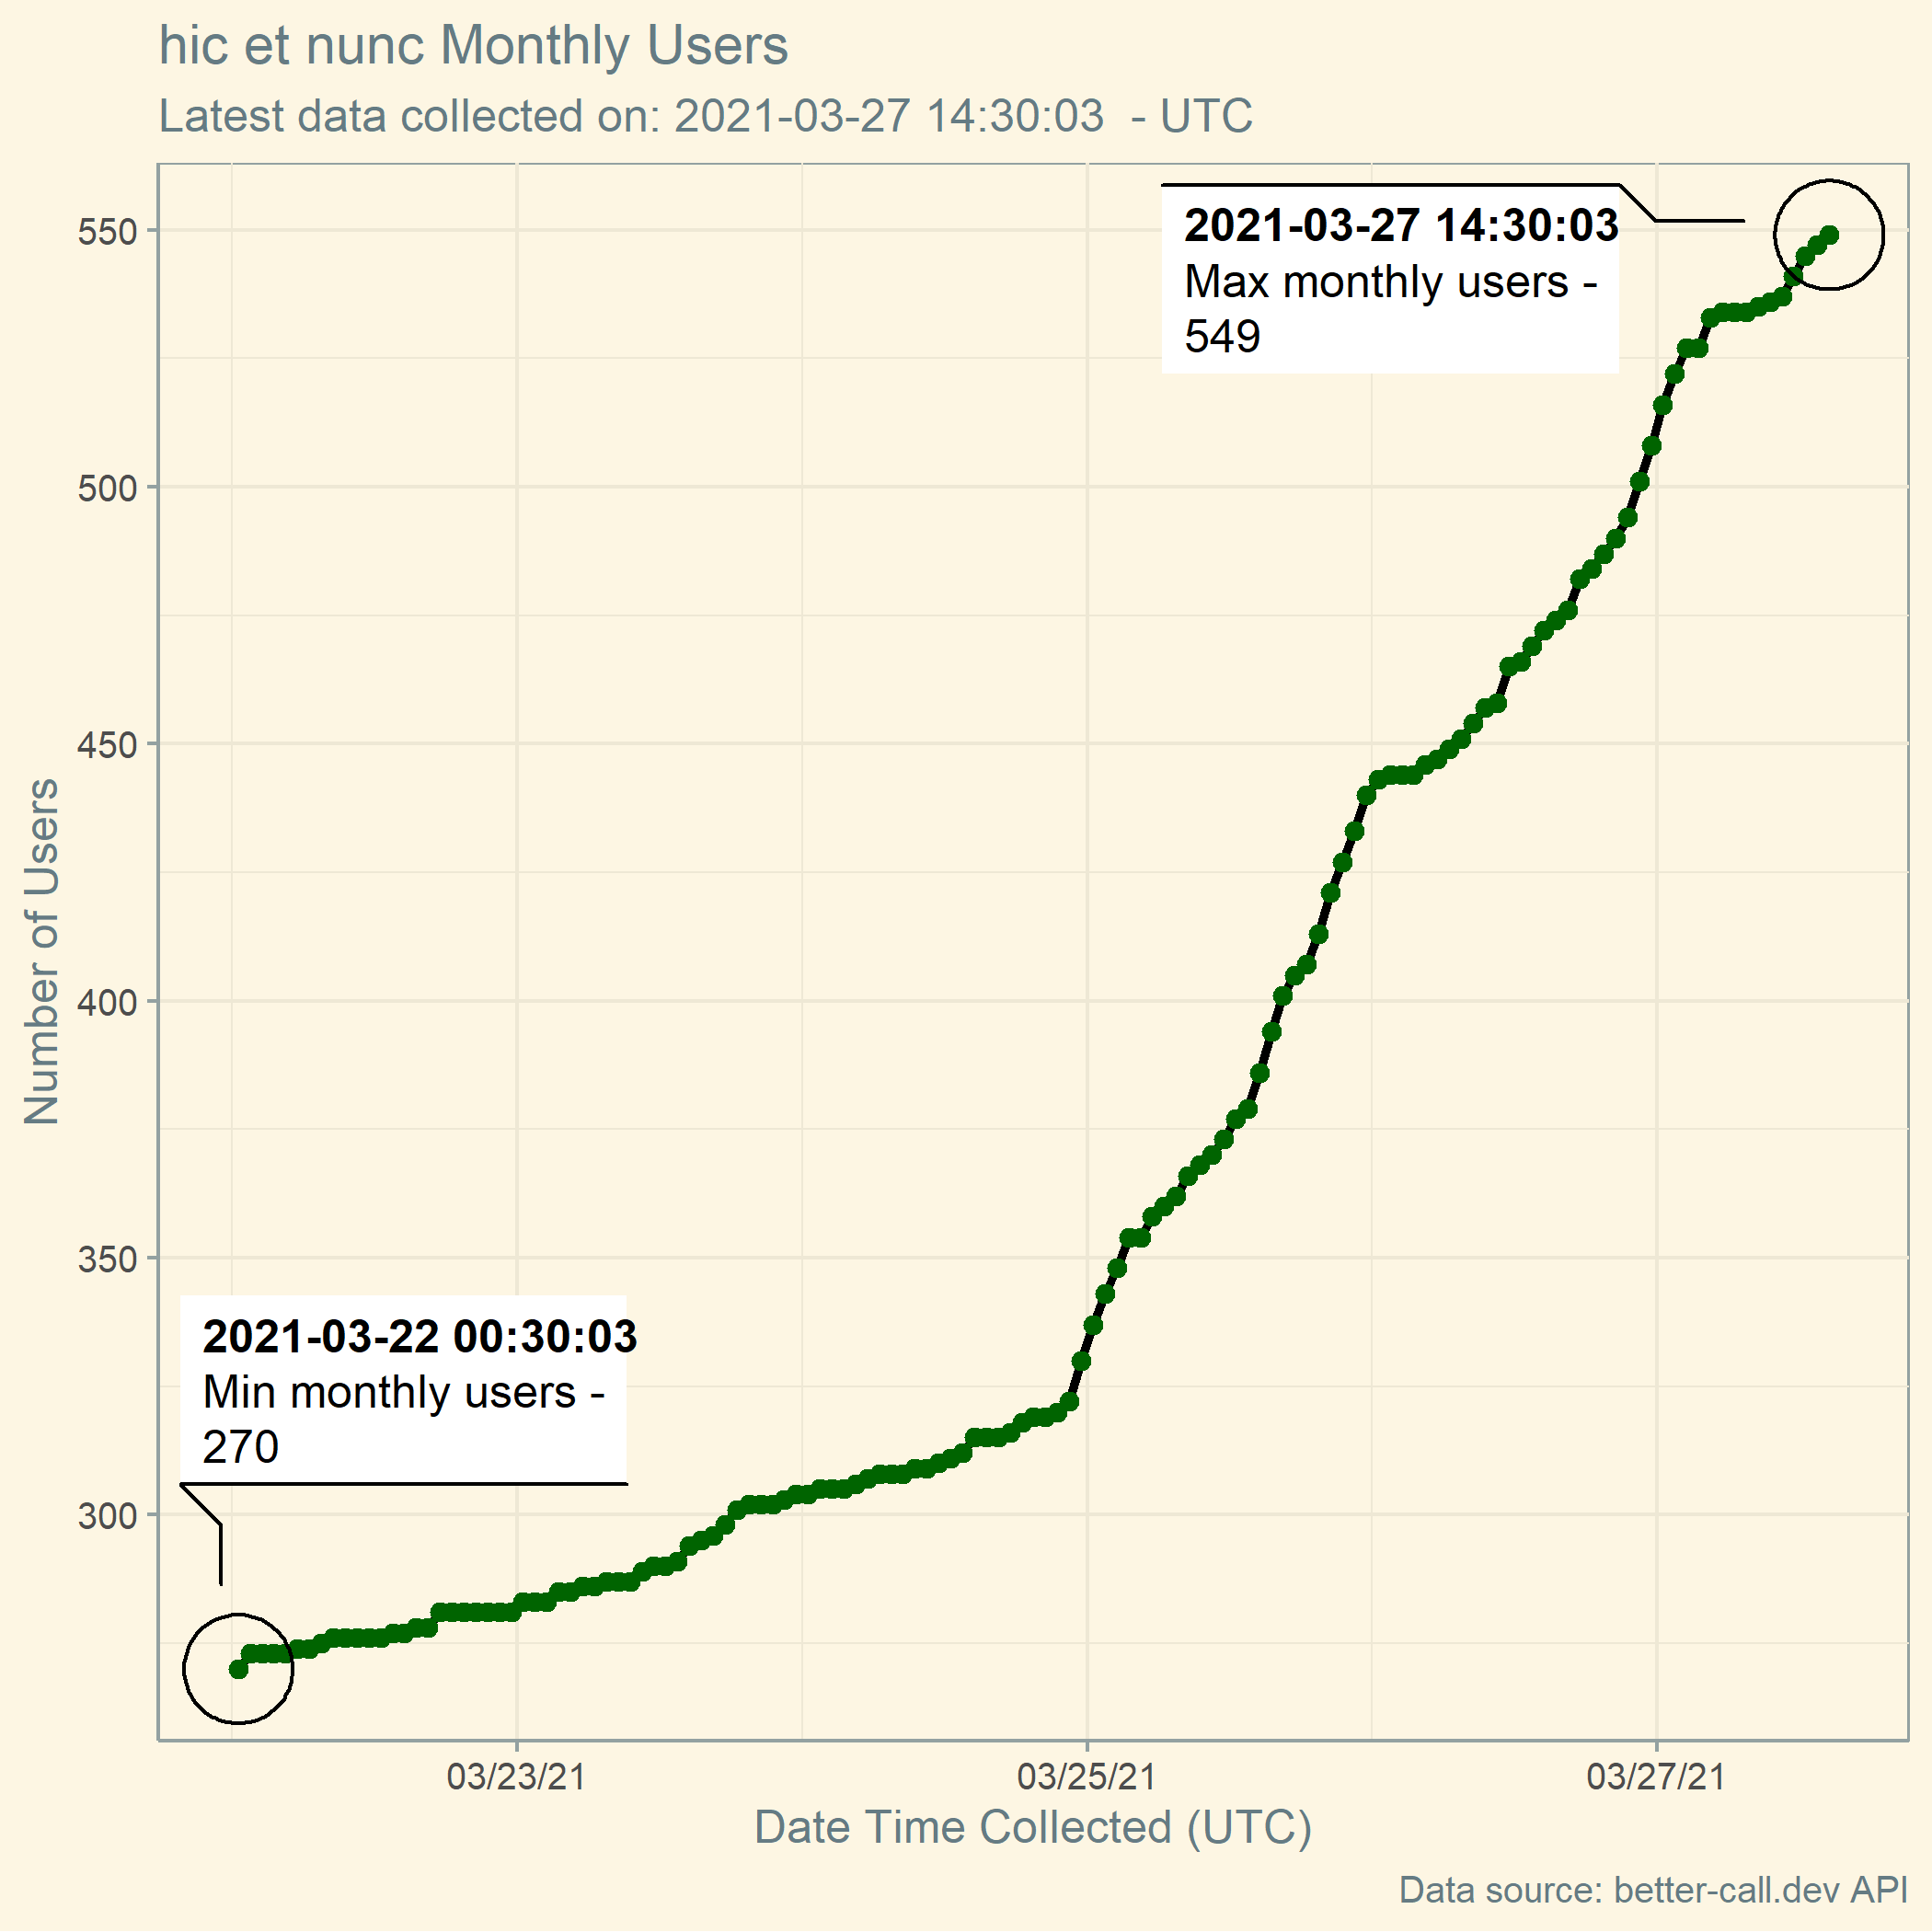 hic et nunc Monthly Users
Latest data collected on: 2021-03-27 14:30:03  - UTC
2021-03-27 14:30:03
Max monthly users -
549
550
500
450
400
350
300
Number of Users
2021-03-22 00:30:03
Min monthly users -
270
03/23/21
03/25/21
03/27/21
Date Time Collected (UTC)
Data source: better-call.dev API